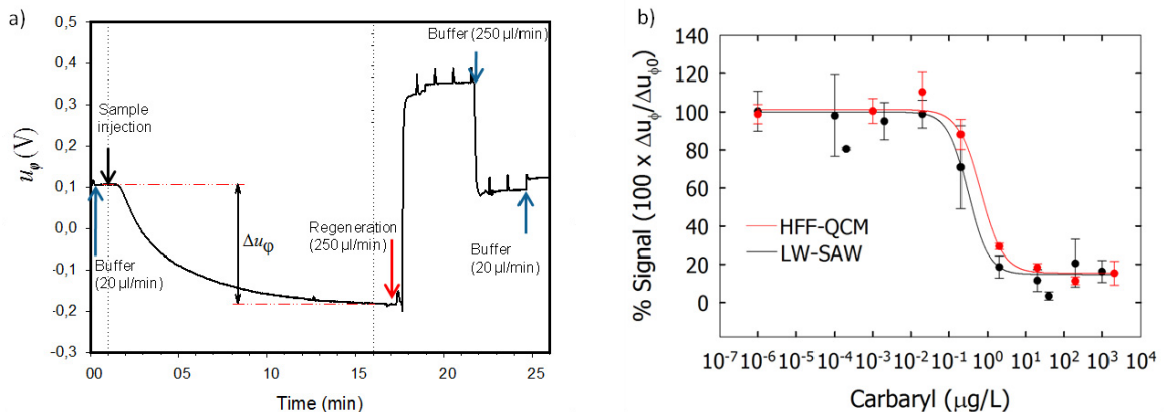 a)
0,5
0,4
0,3
0,2
0,1
0,0
-0,1
-0,2
-0,3
uφ (V)
Sample
injection
Buffer
(20 µl/min)
Δuφ
Regeneration
(250 µl/min)
Buffer (250 µl/min)
Buffer
(20 µl/min)
00 05 10 15 20 25
Time (min)
b)
140
120
100
80
60
40
20
0
% Signal (100 x Δuϕ/Δuϕ0)
HFF-QCM
LW-SAW
10-7 10-6 10-5 10-4 10-3 10-2 10-1 100 101 102 103 104
Carbaryl (µg/L)